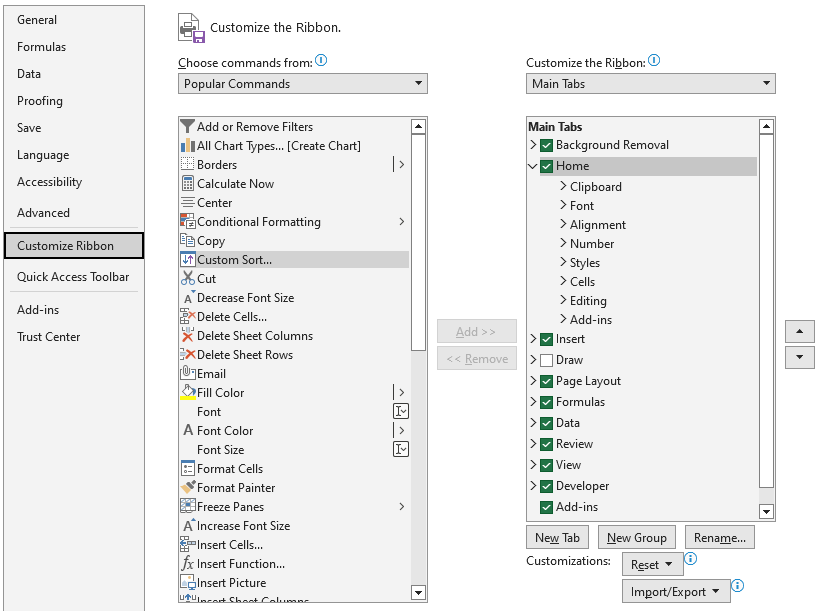 General
Formulas
Data
Proofing
Save
Language
Accessibility
Advanced
Customize Ribbon
Quick Access Toolbar
Add-ins
Trust Center
Customize the Ribbon.
Choose commands from:
Popular Commands
Add or Remove Filters
All Chart Types... [Create Chart]
Borders
Calculate Now
Center
Conditional Formatting
Copy
Custom Sort...
Cut
Decrease Font Size
Delete Cells...
Delete Sheet Columns
Delete Sheet Rows
Email
Fill Color
Font
Font Color
Font Size
Format Cells
Format Painter
Freeze Panes
Increase Font Size
Insert Cells...
Insert Function...
Insert Picture
Insert Sheet Columns
Add >>
<< Remove
Customize the Ribbon:
Main Tabs
Main Tabs
Background Removal
Home
Clipboard
Font
Alignment
Number
Styles
Cells
Editing
Add-ins
Insert
Draw
Page Layout
Formulas
Data
Review
View
Developer
Add-ins
New Tab
New Group
Rename...
Customizations:
Reset
Import/Export